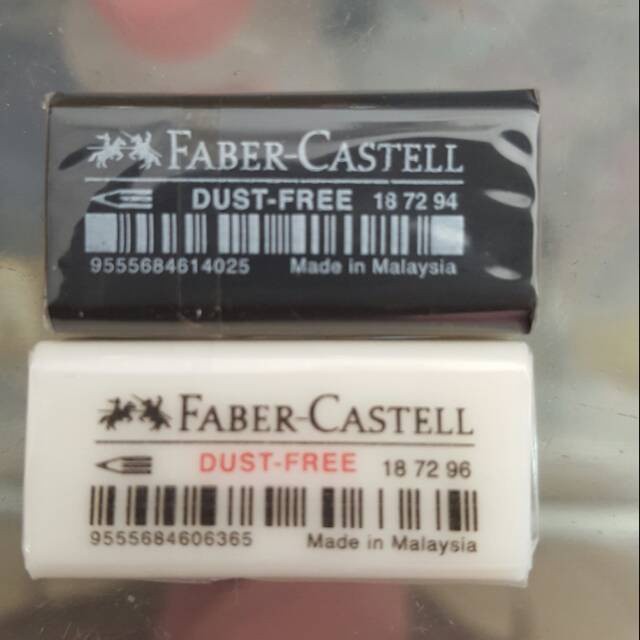 FABER-CASTELL
DUST-FREE 18 72 94
9555684614025 Made in Malaysia
FABER-CASTELL
DUST-FREE 18 72 96
9555684606365 Made in Malaysia